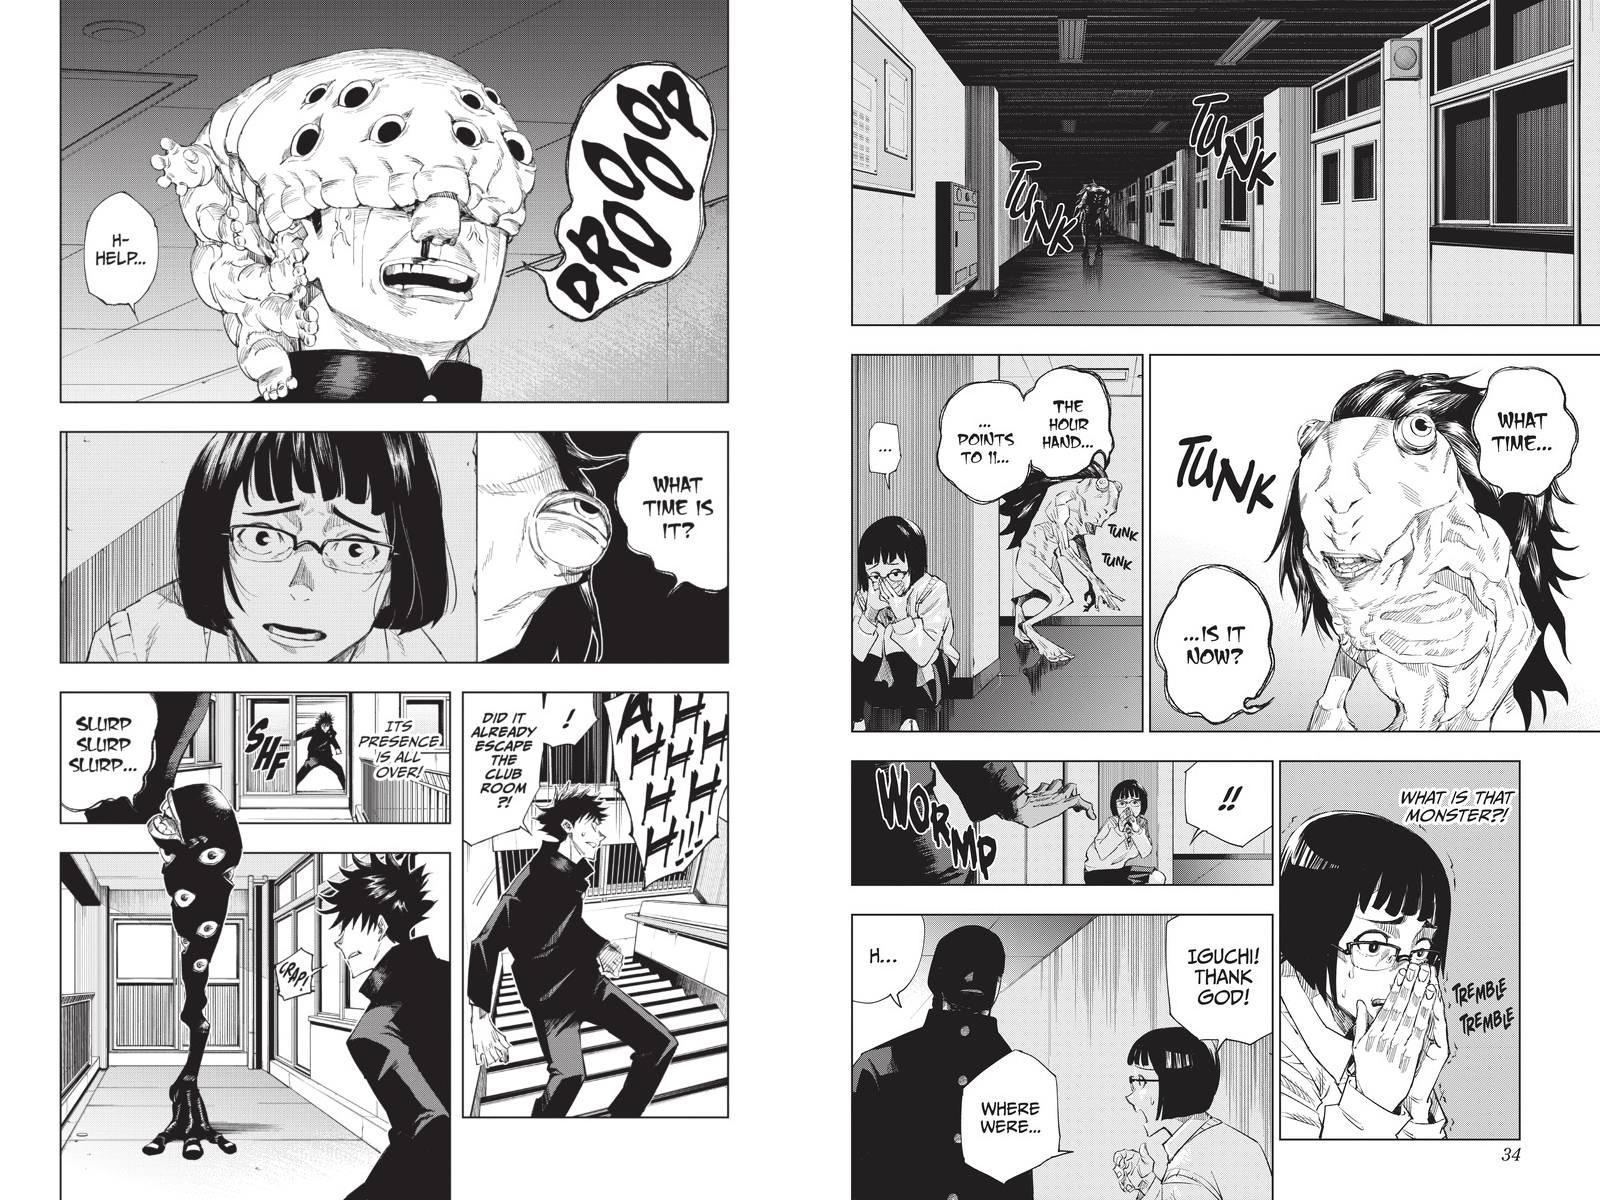 TUNK
TUNK
WHAT
TIME...
TUNK
...IS IT
NOW?
THE
HOUR
HAND...
...
POINTS
TO 11...
TUNK
TUNK
...
WHAT IS THAT
MONSTER?!
TREMBLE
TREMBLE
!!
WORMP
IGUCHI!
THANK
GOD!
H...
WHERE
WERE...
34
DROOOOOP
H-
HELP...
WHAT
TIME IS
IT?
AHHHHHHH!!!
!
DID IT
ALREADY
ESCAPE
THE
CLUB
ROOM
?!
ITS
PRESENCE
IS ALL
OVER!
SHF
SLURP
SLURP
SLURP...
CRAP!